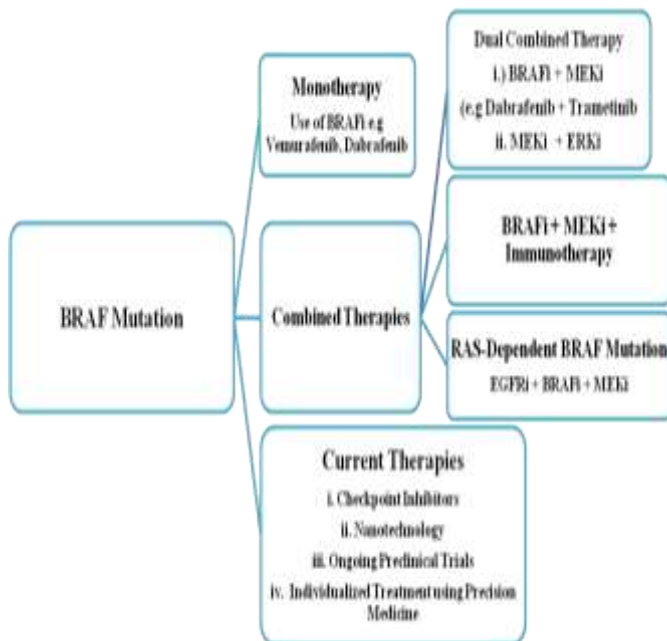 BRAF Mutation
Monotherapy
Use of BRAFi e.g
Vemurafenib, Dabrafenib
Combined Therapies
Dual Combined Therapy
i.) BRAFi + MEKi
(e.g Dabrafenib + Trametinib
ii. MEKi + ERKi
BRAFi + MEKi +
Immunotherapy
RAS-Dependent BRAF Mutation
EGFRi + BRAFi + MEKi
Current Therapies
i. Checkpoint Inhibitors
ii. Nanotechnology
iii. Ongoing Preclinical Trials
iv. Individualized Treatment using Precision
Medicine